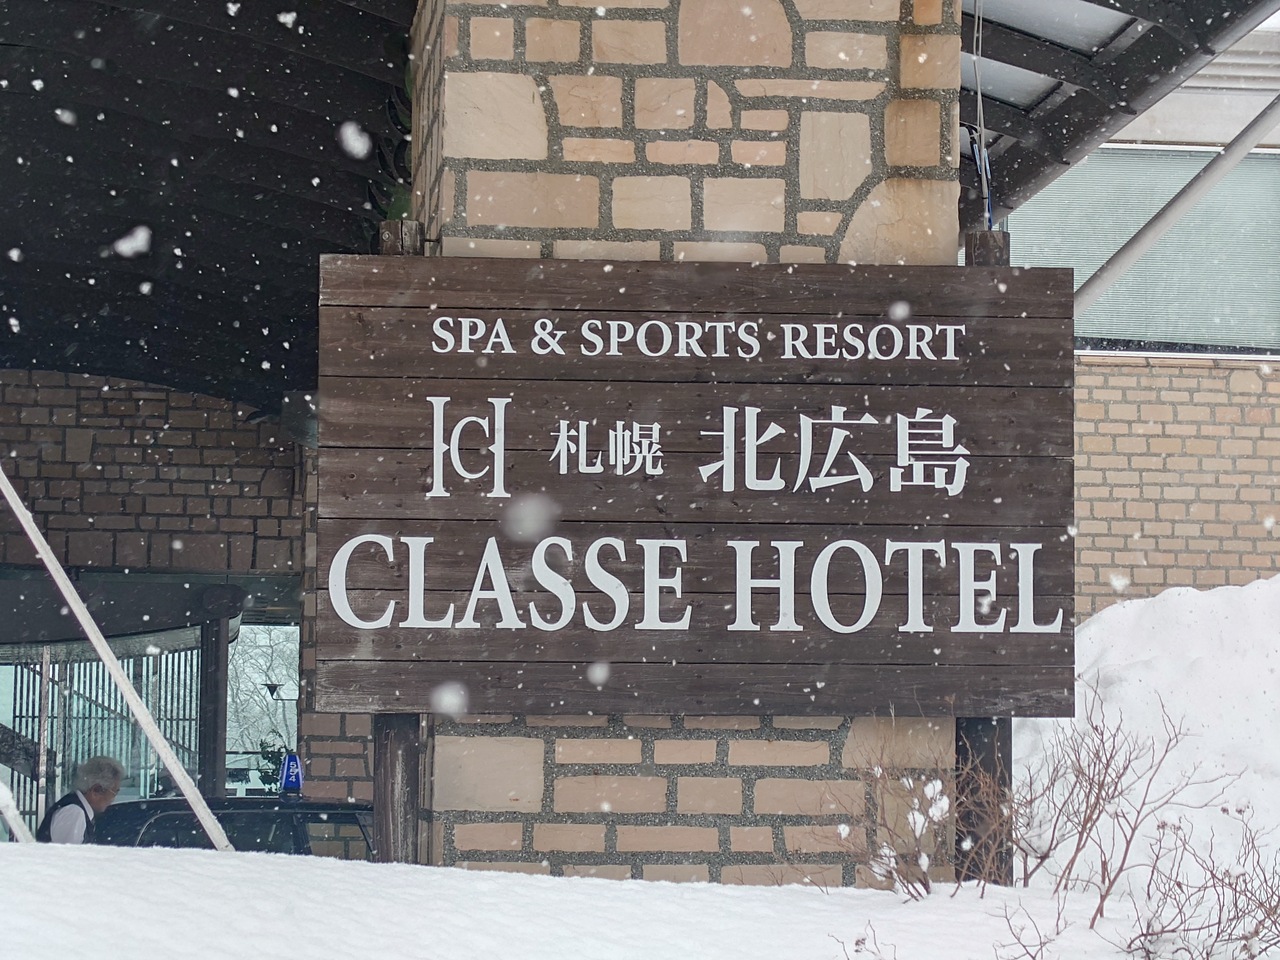 SPA & SPORTS RESORT
HC 札幌 北広島
CLASSE HOTEL